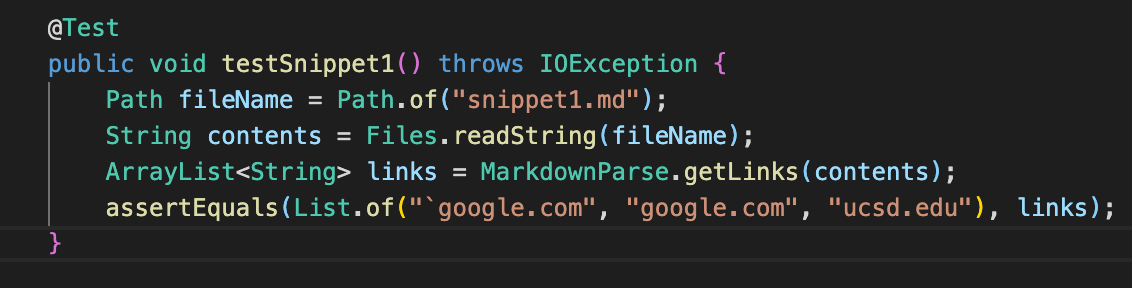 @Test
public void testSnippet1() throws IOException {
    Path fileName = Path.of("snippet1.md");
    String contents = Files.readString(fileName);
    ArrayList<String> links = MarkdownParse.getLinks(contents);
    assertEquals(List.of("`google.com", "google.com", "ucsd.edu"), links);
}